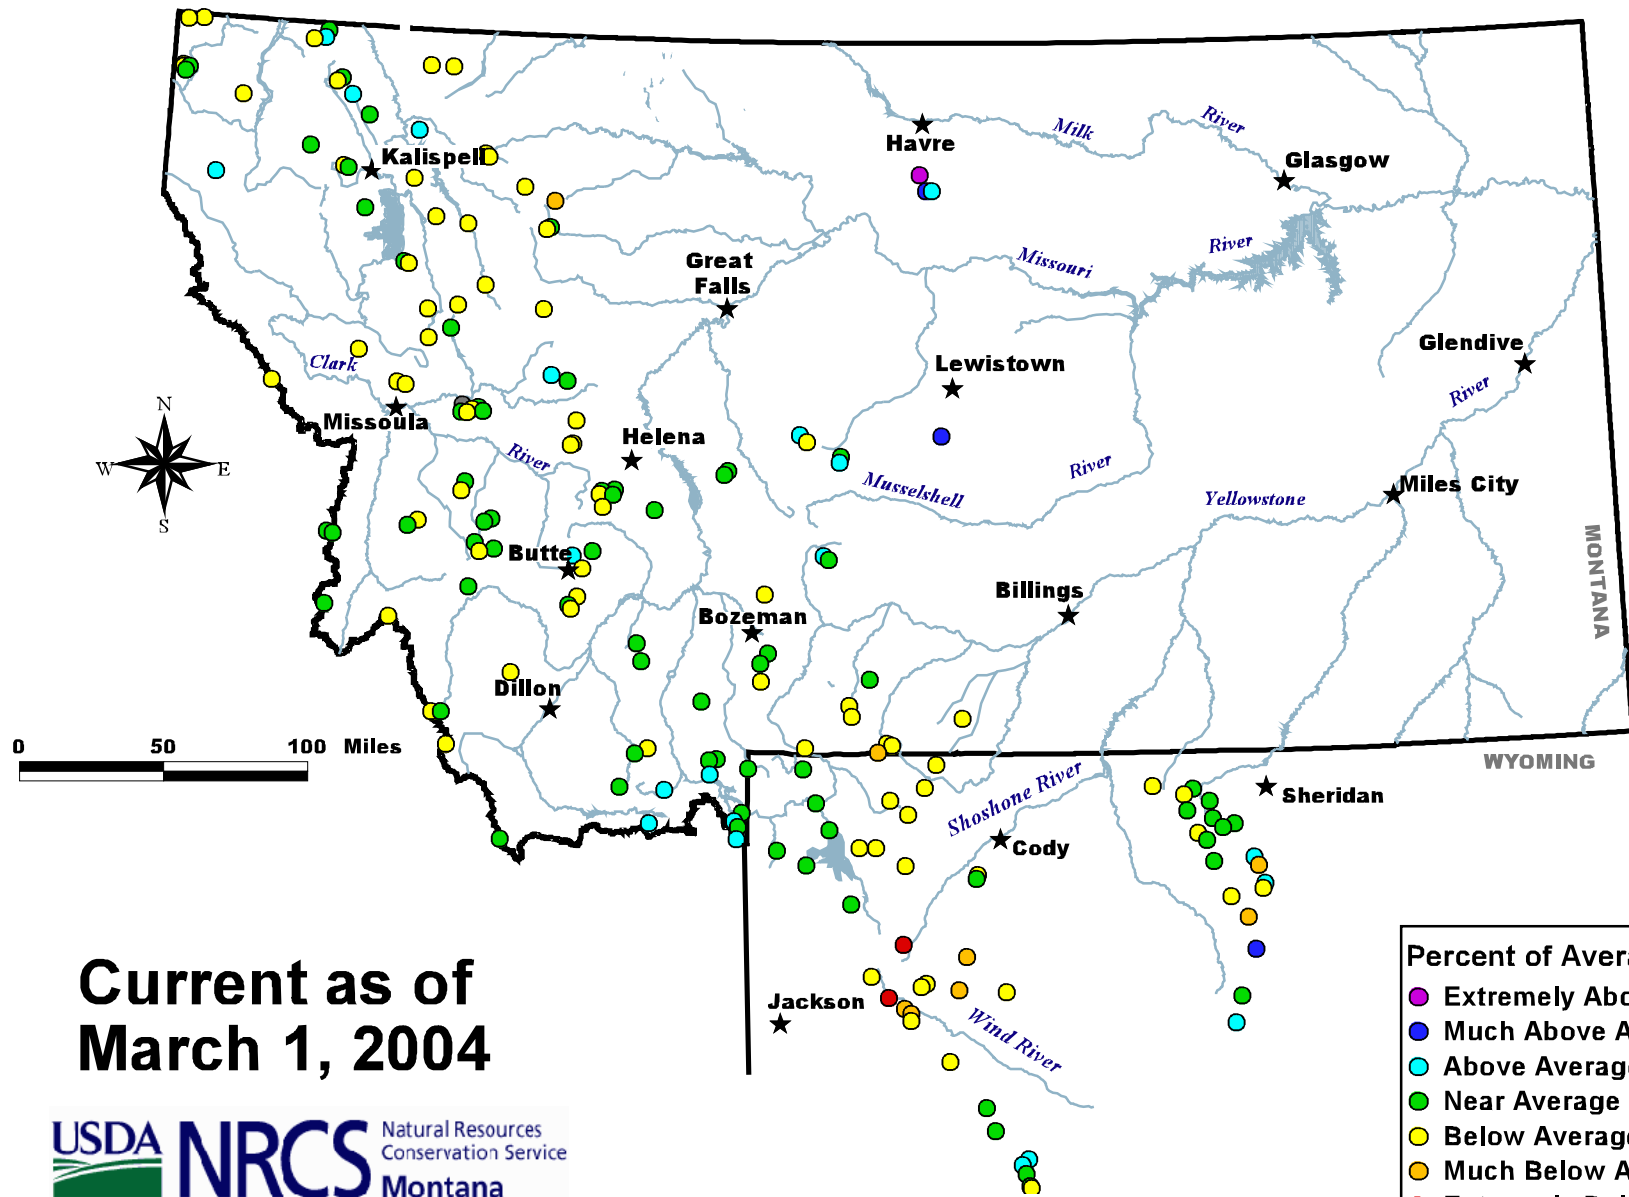 Kalispell
Havre
Milk
River
Glasgow
Great
Falls
Missouri
River
Lewistown
Glendive
River
Clark
N
W
E
S
Missoula
Helena
River
Musselshell
River
Yellowstone
Miles City
MONTANA
Butte
Billings
Bozeman
Dillon
0 50 100 Miles
WYOMING
Shoshone River
Sheridan
Cody
Jackson
Wind River
Current as of
March 1, 2004
USDA
NRCS
Natural Resources
Conservation Service
Montana
Percent of Avera
Extremely Abo
Much Above A
Above Average
Near Average
Below Average
Much Below A